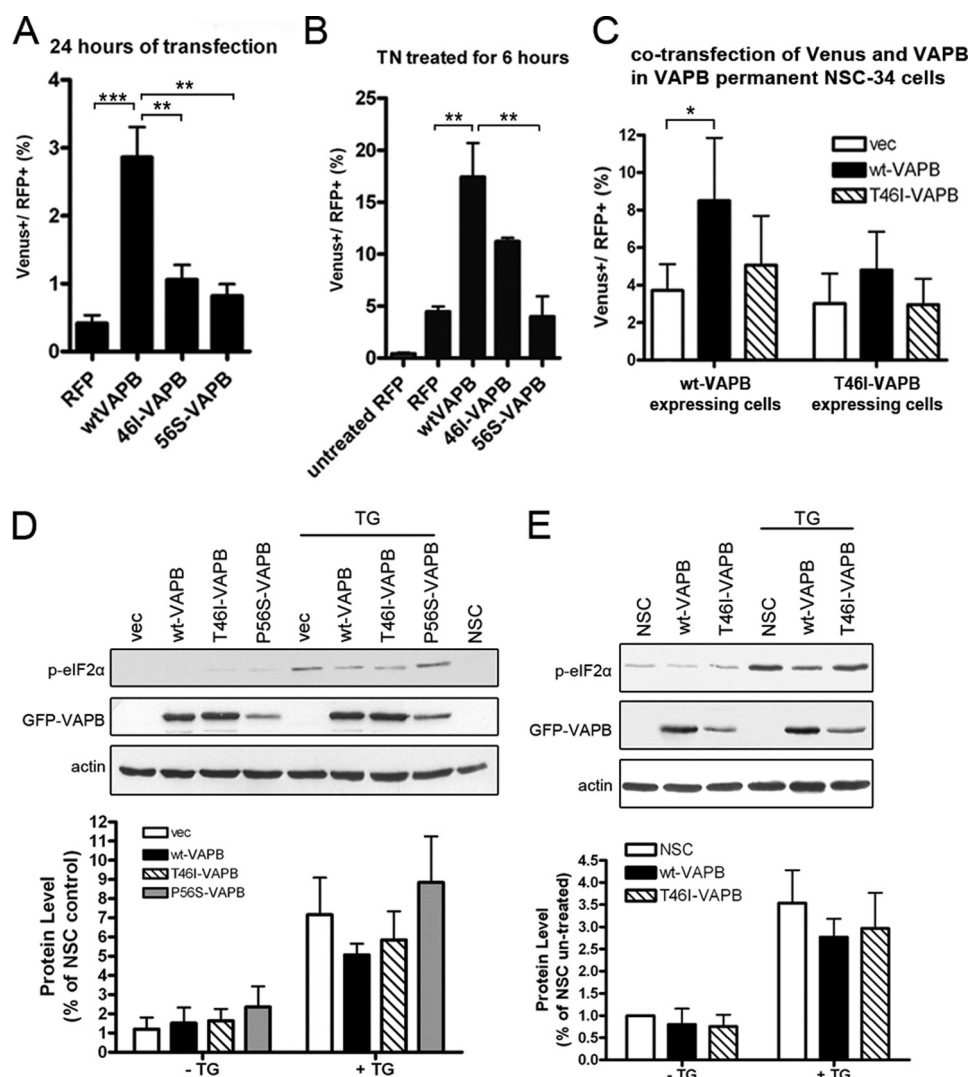 A
24 hours of transfection
Venus+/ RFP+ (%)
4
3
2
1
0
***
**
**
RFP
wtVAPB
46I-VAPB
56S-VAPB
B
TN treated for 6 hours
Venus+/ RFP+ (%)
25
20
15
10
5
0
**
**
untreated RFP
RFP
wtVAPB
46I-VAPB
56S-VAPB
C
co-transfection of Venus and VAPB
in VAPB permanent NSC-34 cells
Venus+/ RFP+ (%)
12
10
8
6
4
2
0
*
vec
wt-VAPB
T46I-VAPB
wt-VAPB
expressing cells
T46I-VAPB
expressing cells
D
TG
vec
wt-VAPB
T46I-VAPB
P56S-VAPB
vec
wt-VAPB
T46I-VAPB
P56S-VAPB
NSC
p-eIF2α
GFP-VAPB
actin
Protein Level
(% of NSC control)
12
11
10
9
8
7
6
5
4
3
2
1
0
vec
wt-VAPB
T46I-VAPB
P56S-VAPB
- TG
+ TG
E
TG
NSC
wt-VAPB
T46I-VAPB
NSC
wt-VAPB
T46I-VAPB
p-eIF2α
GFP-VAPB
actin
Protein Level
(% of NSC un-treated)
4.5
4.0
3.5
3.0
2.5
2.0
1.5
1.0
0.5
0.0
NSC
wt-VAPB
T46I-VAPB
- TG
+ TG